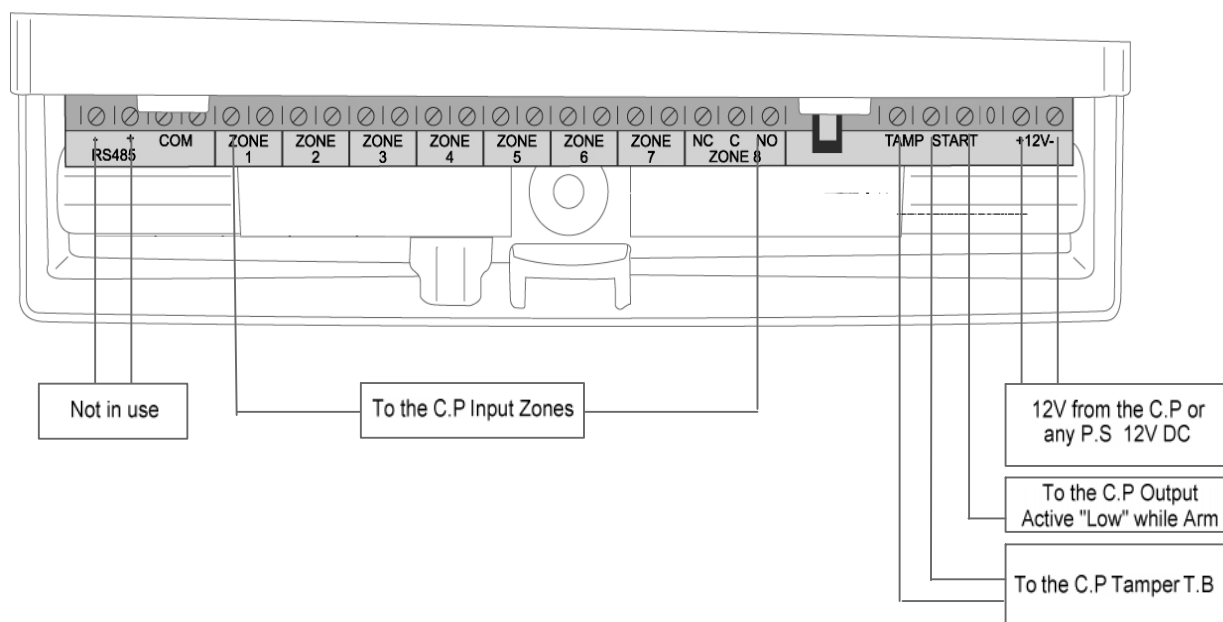 RS485
COM
ZONE 1
ZONE 2
ZONE 3
ZONE 4
ZONE 5
ZONE 6
ZONE 7
NC C NO
ZONE 8
TAMP START +12V-
Not in use
To the C.P Input Zones
12V from the C.P or
any P.S 12V DC
To the C.P Output
Active "Low" while Arm
To the C.P Tamper T.B